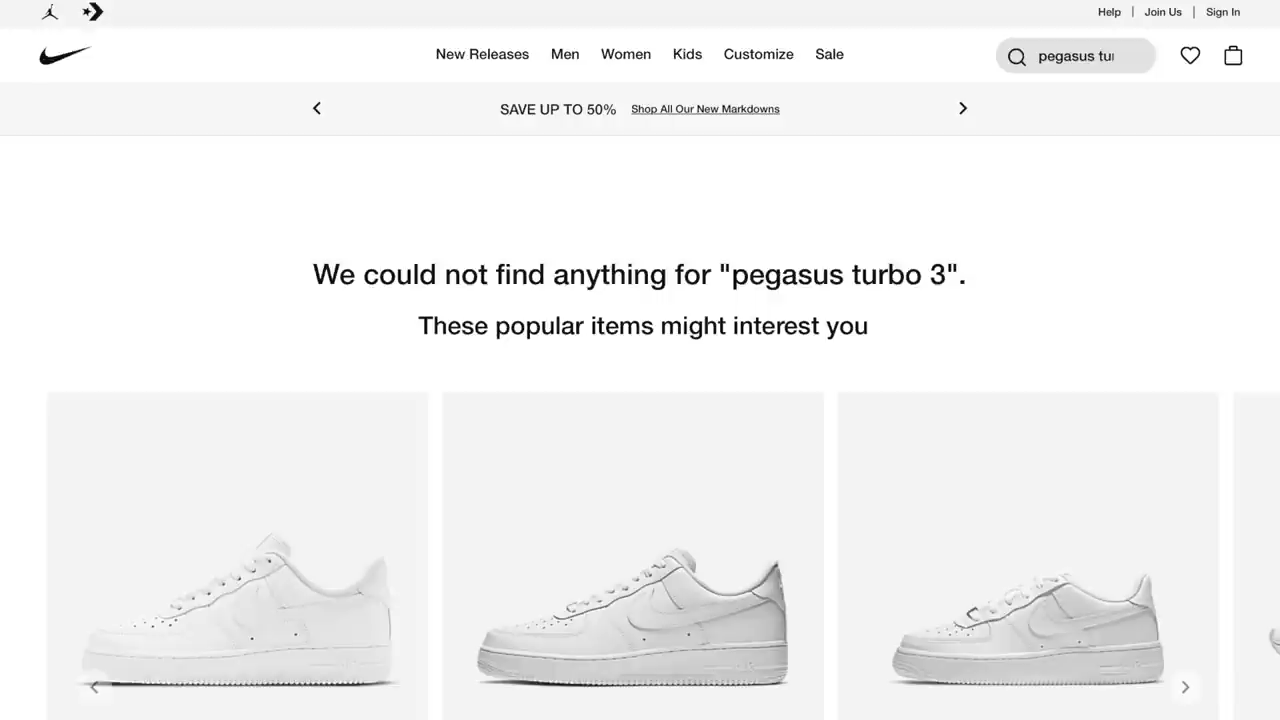 Help | Join Us | Sign In
New Releases Men Women Kids Customize Sale
pegasus tu
SAVE UP TO 50% Shop All Our New Markdowns
We could not find anything for "pegasus turbo 3".
These popular items might interest you